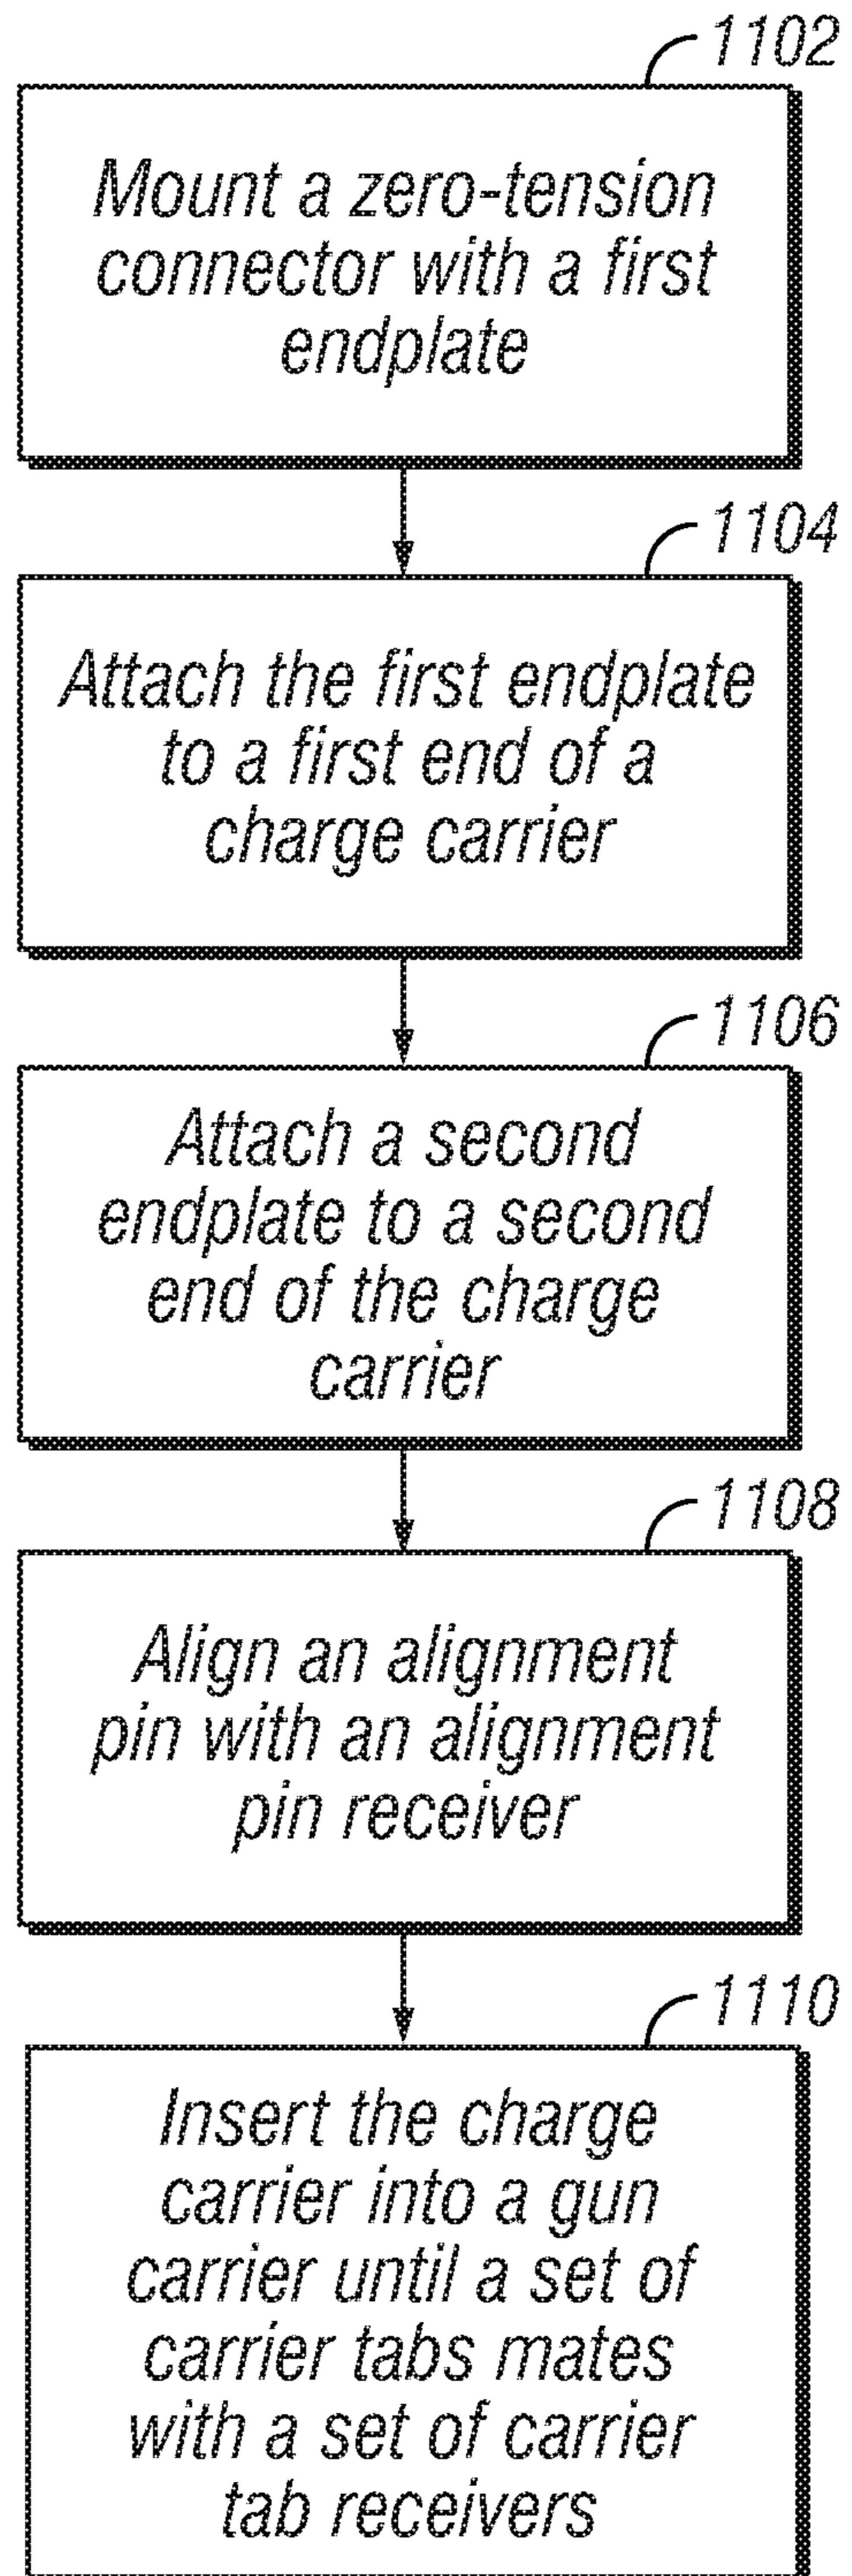 1102
Mount a zero-tension
connector with a first
endplate
1104
Attach the first endplate
to a first end of a
charge carrier
1106
Attach a second
endplate to a second
end of the charge
carrier
1108
Align an alignment
pin with an alignment
pin receiver
1110
Insert the charge
carrier into a gun
carrier until a set of
carrier tabs mates
with a set of carrier
tab receivers